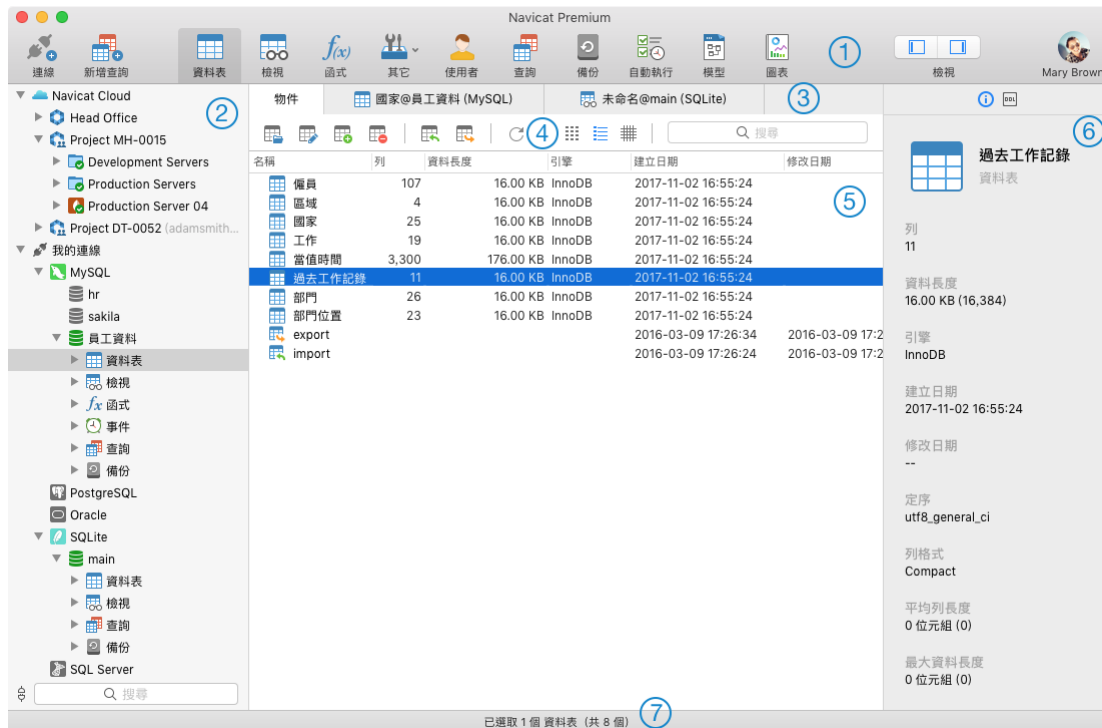 Navicat Premium
連線 新增查詢 資料表 檢視 函式 其它 使用者 查詢 備份 自動執行 模型 圖表 ① 檢視 Mary Brown
Navicat Cloud
②
Head Office
Project MH-0015
Development Servers
Production Servers
Production Server 04
Project DT-0052 (adamsmith...
我的連線
MySQL
hr
sakila
員工資料
資料表
檢視
fx 函式
事件
查詢
備份
PostgreSQL
Oracle
SQLite
main
資料表
檢視
查詢
備份
SQL Server
搜尋
物件 國家@員工資料 (MySQL) 未命名@main (SQLite) ③
④ 搜尋
名稱 列 資料長度 引擎 建立日期 修改日期
僱員 107 16.00 KB InnoDB 2017-11-02 16:55:24
區域 4 16.00 KB InnoDB 2017-11-02 16:55:24
國家 25 16.00 KB InnoDB 2017-11-02 16:55:24
工作 19 16.00 KB InnoDB 2017-11-02 16:55:24
當值時間 3,300 176.00 KB InnoDB 2017-11-02 16:55:24
過去工作記錄 11 16.00 KB InnoDB 2017-11-02 16:55:24
部門 26 16.00 KB InnoDB 2017-11-02 16:55:24
部門位置 23 16.00 KB InnoDB 2017-11-02 16:55:24
export 2016-03-09 17:26:34 2016-03-09 17:2
import 2016-03-09 17:26:24 2016-03-09 17:2
⑤
DDL
⑥
過去工作記錄
資料表
列
11
資料長度
16.00 KB (16,384)
引擎
InnoDB
建立日期
2017-11-02 16:55:24
修改日期
--
定序
utf8_general_ci
列格式
Compact
平均列長度
0 位元組 (0)
最大資料長度
0 位元組 (0)
已選取 1 個 資料表（共 8 個） ⑦